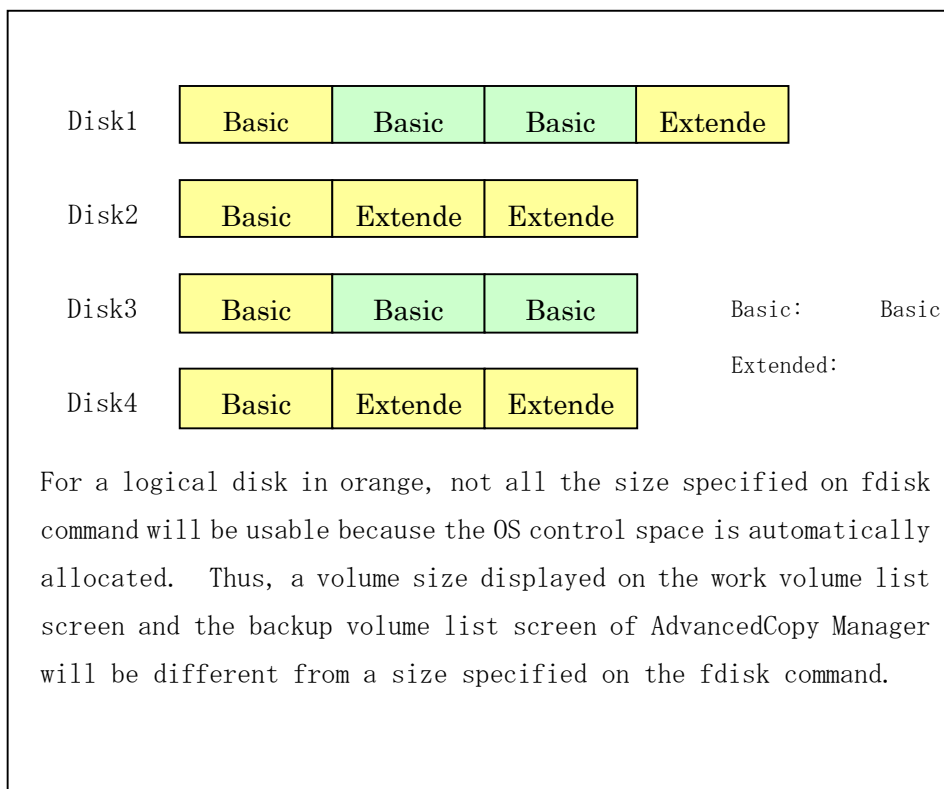 Disk1 Basic Basic Basic Extende
Disk2 Basic Extende Extende
Disk3 Basic Basic Basic
Basic: Basic
Extended:
Disk4 Basic Extende Extende
For a logical disk in orange, not all the size specified on fdisk
command will be usable because the OS control space is automatically
allocated. Thus, a volume size displayed on the work volume list
screen and the backup volume list screen of AdvancedCopy Manager
will be different from a size specified on the fdisk command.